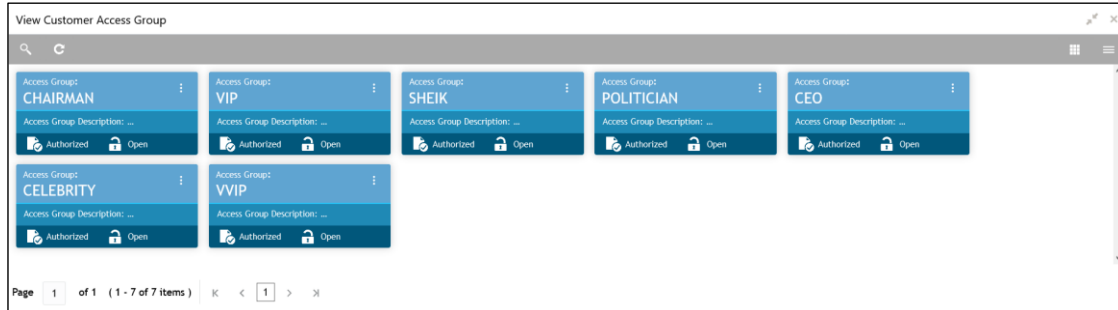 View Customer Access Group
Access Group:
CHAIRMAN
Access Group Description: ...
Authorized Open
Access Group:
VIP
Access Group Description: ...
Authorized Open
Access Group:
SHEIK
Access Group Description: ...
Authorized Open
Access Group:
POLITICIAN
Access Group Description: ...
Authorized Open
Access Group:
CEO
Access Group Description: ...
Authorized Open
Access Group:
CELEBRITY
Access Group Description: ...
Authorized Open
Access Group:
VVIP
Access Group Description: ...
Authorized Open
Page 1 of 1 ( 1 - 7 of 7 items ) 1